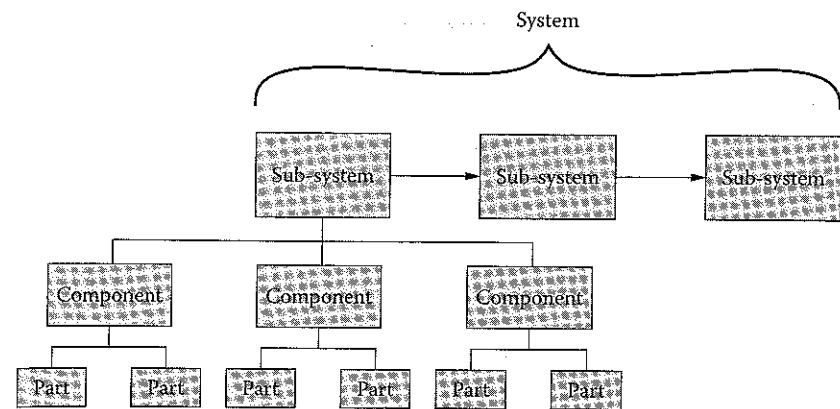 System
Sub-system
Sub-system
Sub-system
Component
Component
Component
Part
Part
Part
Part
Part
Part